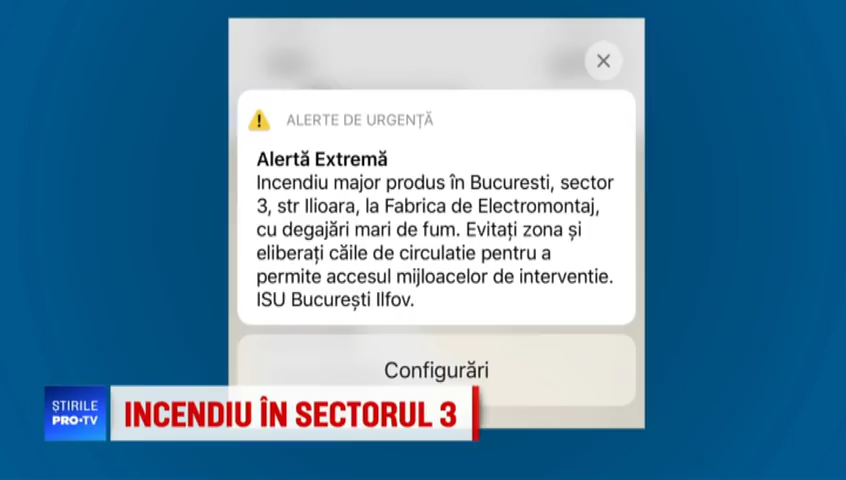 ALERTE DE URGENȚĂ
Alertă Extremă
Incendiu major produs în Bucuresti, sector
3, str Ilioara, la Fabrica de Electromontaj,
cu degajări mari de fum. Evitați zona și
eliberați căile de circulatie pentru a
permite accesul mijloacelor de interventie.
ISU București Ilfov.
Configurări
ȘTIRILE
PRO•TV
INCENDIU ÎN SECTORUL 3